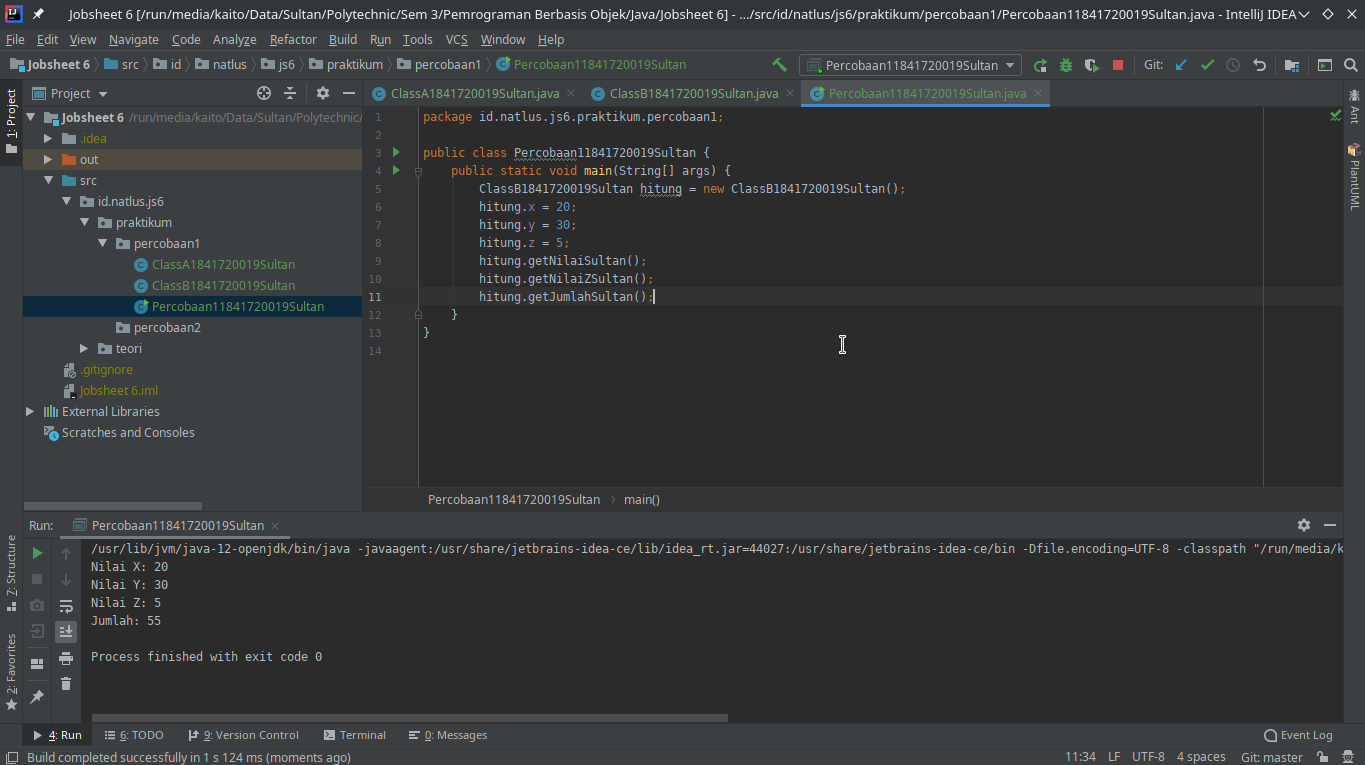 Jobsheet 6 [/run/media/kaito/Data/Sultan/Polytechnic/Sem 3/Pemrograman Berbasis Objek/Java/Jobsheet 6] - .../src/id/natlus/js6/praktikum/percobaan1/Percobaan11841720019Sultan.java - IntelliJ IDEA
File Edit View Navigate Code Analyze Refactor Build Run Tools VCS Window Help
Jobsheet 6 src id natlus js6 praktikum percobaan1 Percobaan11841720019Sultan Percobaan11841720019Sultan Git:
1: Project
Project
ClassA1841720019Sultan.java ClassB1841720019Sultan.java Percobaan11841720019Sultan.java
Jobsheet 6 /run/media/kaito/Data/Sultan/Polytechnic/
.idea
out
src
id.natlus.js6
praktikum
percobaan1
ClassA1841720019Sultan
ClassB1841720019Sultan
Percobaan11841720019Sultan
percobaan2
teori
.gitignore
Jobsheet 6.iml
External Libraries
Scratches and Consoles
1 package id.natlus.js6.praktikum.percobaan1;
2
3 public class Percobaan11841720019Sultan {
4 public static void main(String[] args) {
5 ClassB1841720019Sultan hitung = new ClassB1841720019Sultan();
6 hitung.x = 20;
7 hitung.y = 30;
8 hitung.z = 5;
9 hitung.getNilaiSultan();
10 hitung.getNilaiZSultan();
11 hitung.getJumlahSultan();
12 }
13 }
14
Percobaan11841720019Sultan main()
Ant
PlantUML
Run: Percobaan11841720019Sultan
/usr/lib/jvm/java-12-openjdk/bin/java -javaagent:/usr/share/jetbrains-idea-ce/lib/idea_rt.jar=44027:/usr/share/jetbrains-idea-ce/bin -Dfile.encoding=UTF-8 -classpath "/run/media/k
Nilai X: 20
Nilai Y: 30
Nilai Z: 5
Jumlah: 55
Process finished with exit code 0
7: Structure
2: Favorites
4: Run 6: TODO 9: Version Control Terminal 0: Messages Event Log
Build completed successfully in 1 s 124 ms (moments ago) 11:34 LF UTF-8 4 spaces Git: master